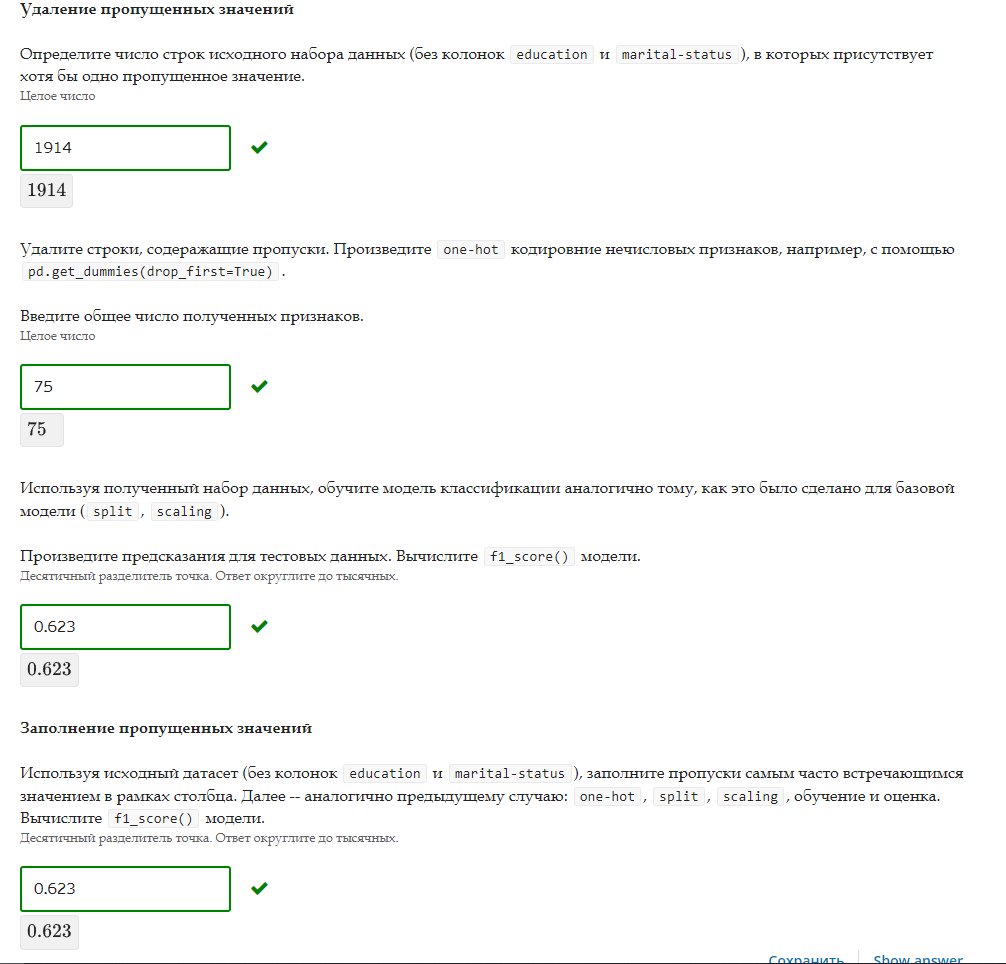 Удаление пропущенных значений
Определите число строк исходного набора данных (без колонок education и marital-status ), в которых присутствует
хотя бы одно пропущенное значение.
Целое число
1914
1914
Удалите строки, содеражащие пропуски. Произведите one-hot кодировние нечисловых признаков, например, с помощью
pd.get_dummies(drop_first=True) .
Введите общее число полученных признаков.
Целое число
75
75
Используя полученный набор данных, обучите модель классификации аналогично тому, как это было сделано для базовой
модели ( split , scaling ).
Произведите предсказания для тестовых данных. Вычислите f1_score() модели.
Десятичный разделитель точка. Ответ округлите до тысячных.
0.623
0.623
Заполнение пропущенных значений
Используя исходный датасет (без колонок education и marital-status ), заполните пропуски самым часто встречающимся
значением в рамках столбца. Далее -- аналогично предыдущему случаю: one-hot , split , scaling , обучение и оценка.
Вычислите f1_score() модели.
Десятичный разделитель точка. Ответ округлите до тысячных.
0.623
0.623
Сохранить Show answer